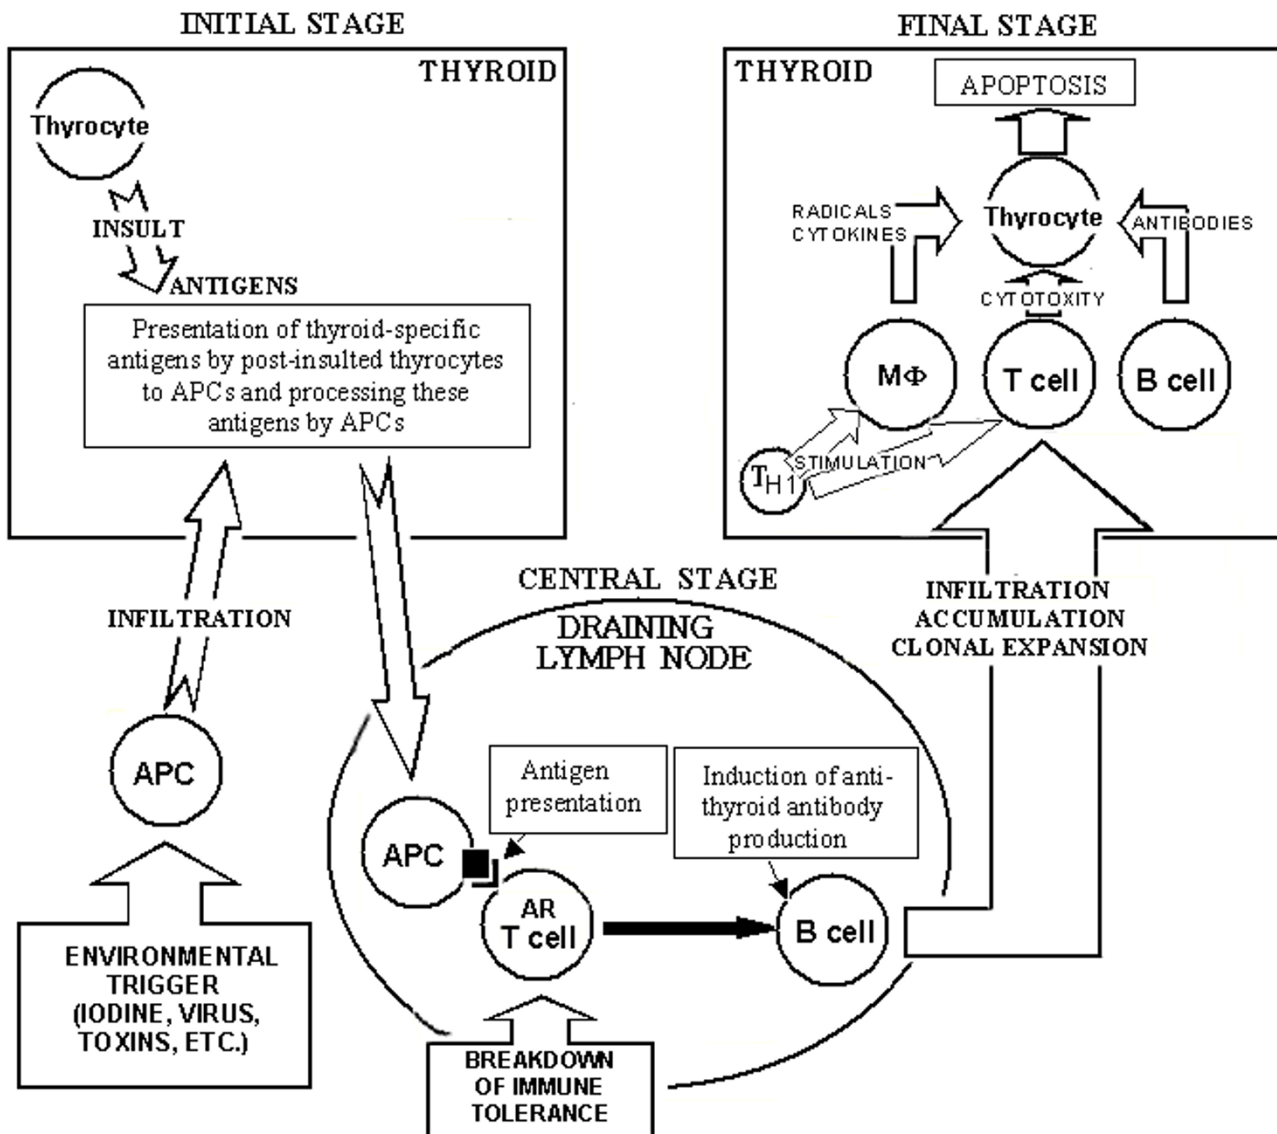 INITIAL STAGE
THYROID
Thyrocyte
INSULT
ANTIGENS
Presentation of thyroid-specific
antigens by post-insulted thyrocytes
to APCs and processing these
antigens by APCs
INFILTRATION
APC
ENVIRONMENTAL
TRIGGER
(IODINE, VIRUS,
TOXINS, ETC.)
CENTRAL STAGE
DRAINING
LYMPH NODE
Antigen
presentation
Induction of anti-
thyroid antibody
production
APC
AR
T cell
B cell
BREAKDOWN
OF IMMUNE
TOLERANCE
FINAL STAGE
THYROID
APOPTOSIS
Thyrocyte
RADICALS
CYTOKINES
ANTIBODIES
CYTOTOXITY
MΦ
T cell
B cell
TH1
STIMULATION
INFILTRATION
ACCUMULATION
CLONAL EXPANSION